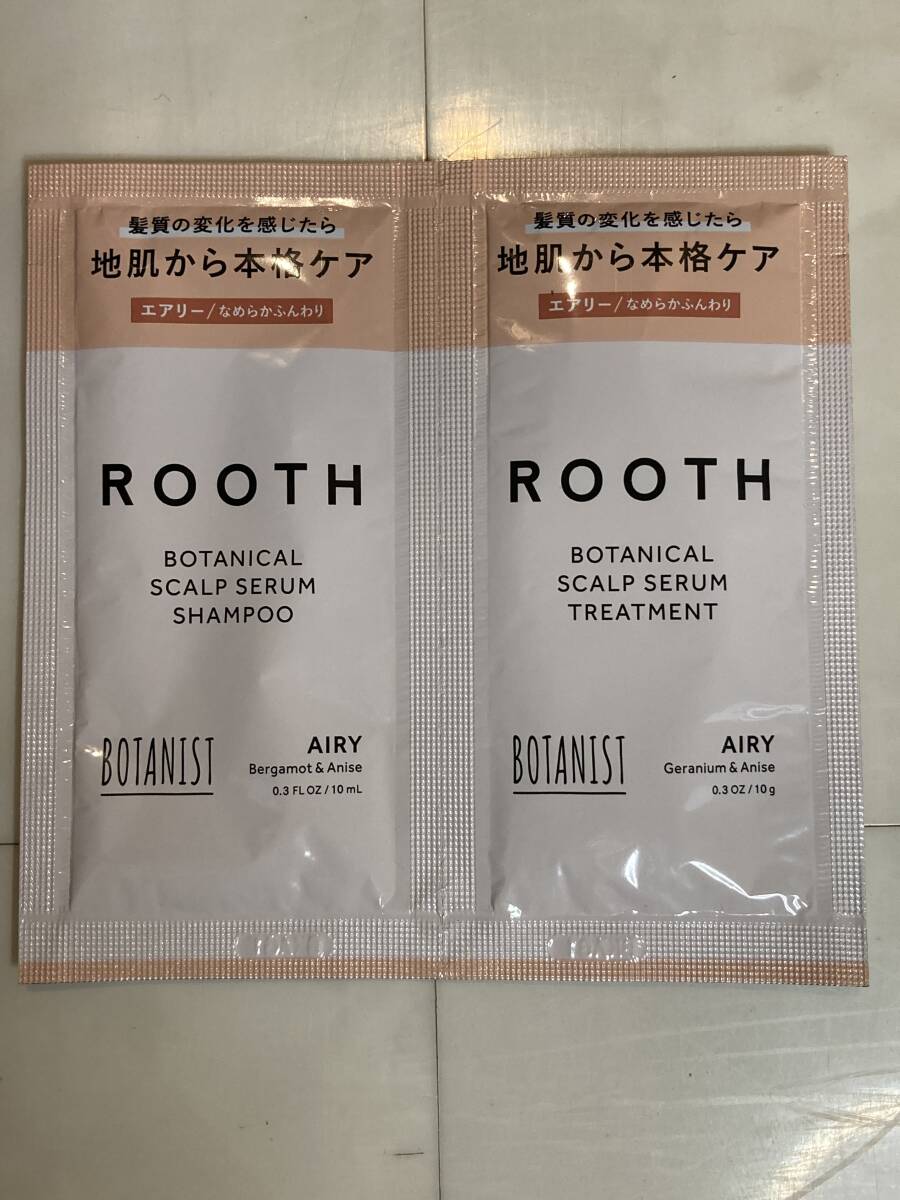 髪質の変化を感じたら
地肌から本格ケア
エアリー/なめらかふんわり
ROOTH
BOTANICAL
SCALP SERUM
SHAMPOO
BOTANIST
AIRY
Bergamot & Anise
0.3 FL OZ / 10 mL
髪質の変化を感じたら
地肌から本格ケア
エアリー/なめらかふんわり
ROOTH
BOTANICAL
SCALP SERUM
TREATMENT
BOTANIST
AIRY
Geranium & Anise
0.3 OZ / 10 g